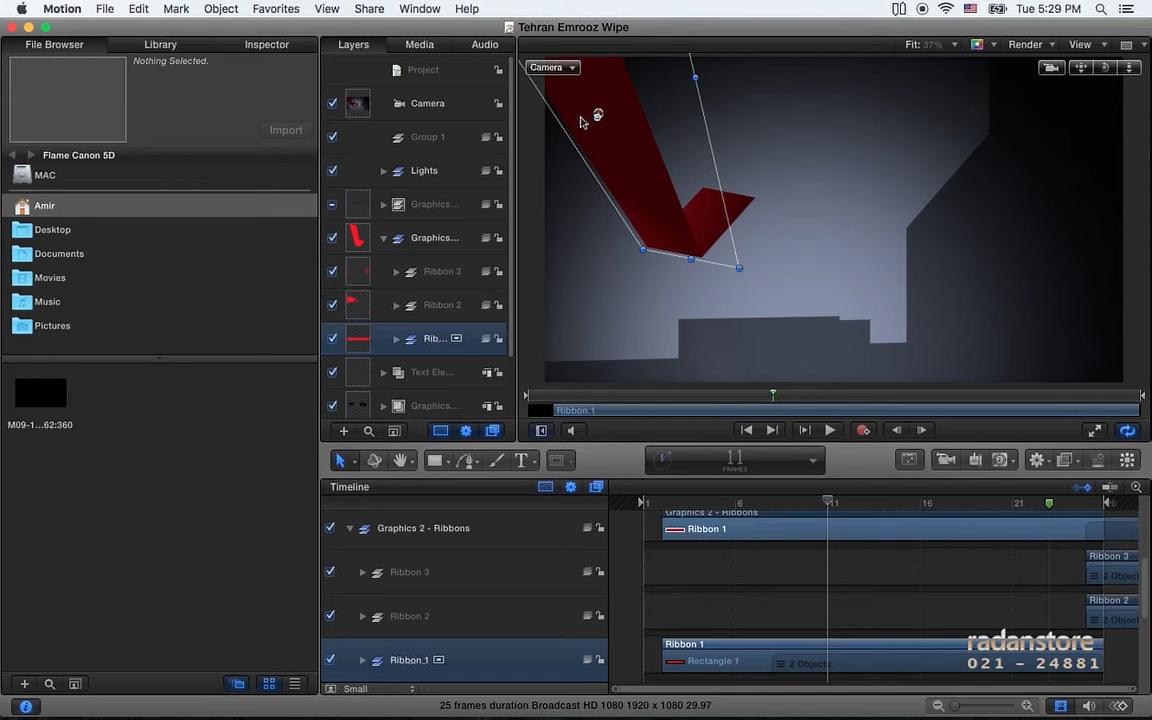 Motion File Edit Mark Object Favorites View Share Window Help Tue 5:29 PM
Tehran Emrooz Wipe
File Browser Library Inspector Layers Media Audio Fit: 37% Render View
Nothing Selected.
Import
Flame Canon 5D
MAC
Amir
Desktop
Documents
Movies
Music
Pictures
M09-1...62:360
Project
Camera
Group 1
Lights
Graphics...
Graphics...
Ribbon 3
Ribbon 2
Rib...
Text Ele...
Graphics...
Camera
Ribbon 1
T
11
FRAMES
Timeline
1 6 11 16 21
Graphics 2 - Ribbons
Graphics 2 - Ribbons
Ribbon 1
Ribbon 3
Ribbon 3
2 Object
Ribbon 2
Ribbon 2
2 Object
Ribbon 1
Ribbon 1
Rectangle 1
2 Objects
radanstore
021 - 24881
Small
25 frames duration Broadcast HD 1080 1920 x 1080 29.97